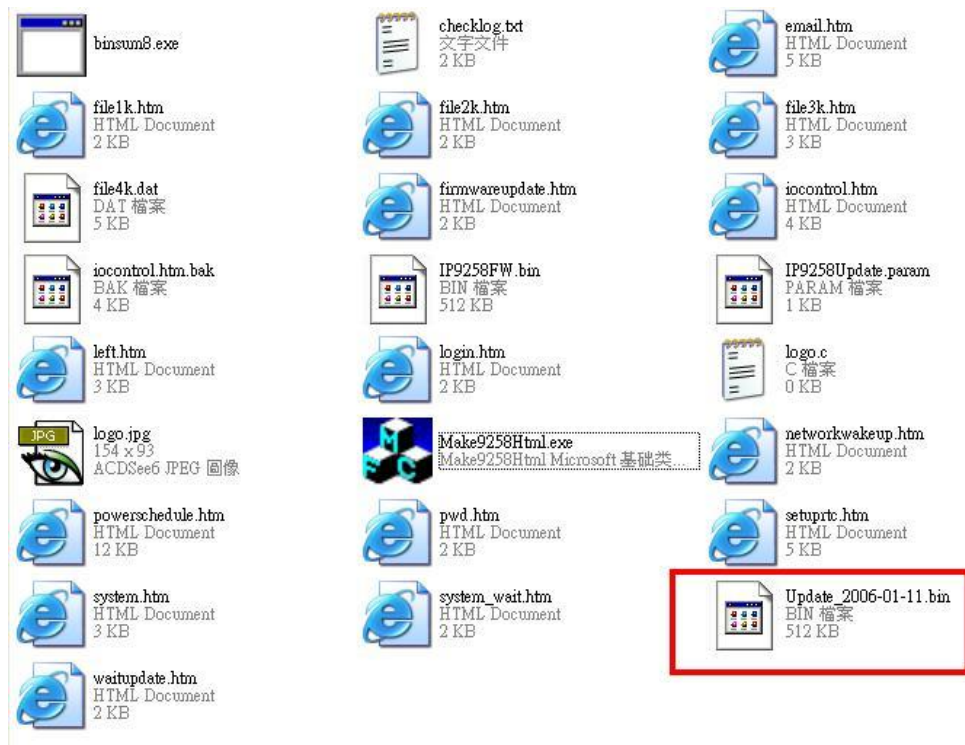 binsum8.exe
checklog.txt
文字文件
2 KB
email.htm
HTML Document
5 KB
file1k.htm
HTML Document
2 KB
file2k.htm
HTML Document
2 KB
file3k.htm
HTML Document
3 KB
file4k.dat
DAT 檔案
5 KB
firmwareupdate.htm
HTML Document
2 KB
iocontrol.htm
HTML Document
4 KB
iocontrol.htm.bak
BAK 檔案
4 KB
IP9258FW.bin
BIN 檔案
512 KB
IP9258Update.param
PARAM 檔案
1 KB
left.htm
HTML Document
3 KB
login.htm
HTML Document
2 KB
logo.c
C 檔案
0 KB
JPG
logo.jpg
154 x 93
ACDSee6 JPEG 圖像
MFC
Make9258Html.exe
Make9258Html Microsoft 基础类...
networkwakeup.htm
HTML Document
2 KB
powerschedule.htm
HTML Document
12 KB
pwd.htm
HTML Document
2 KB
setuprtc.htm
HTML Document
5 KB
system.htm
HTML Document
3 KB
system_wait.htm
HTML Document
2 KB
Update_2006-01-11.bin
BIN 檔案
512 KB
waitupdate.htm
HTML Document
2 KB